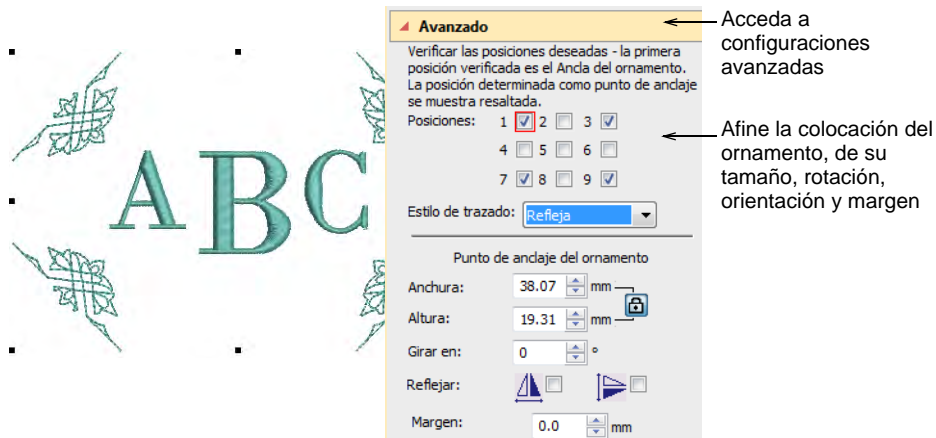 Avanzado
Verificar las posiciones deseadas - la primera
posición verificada es el Ancla del ornamento.
La posición determinada como punto de anclaje
se muestra resaltada.
Posiciones: 1 2 3
4 5 6
7 8 9
Estilo de trazado: Refleja
Punto de anclaje del ornamento
Anchura: 38.07 mm
Altura: 19.31 mm
Girar en: 0 °
Reflejar:
Margen: 0.0 mm
ABC
Acceda a
configuraciones
avanzadas
Afine la colocación del
ornamento, de su
tamaño, rotación,
orientación y margen